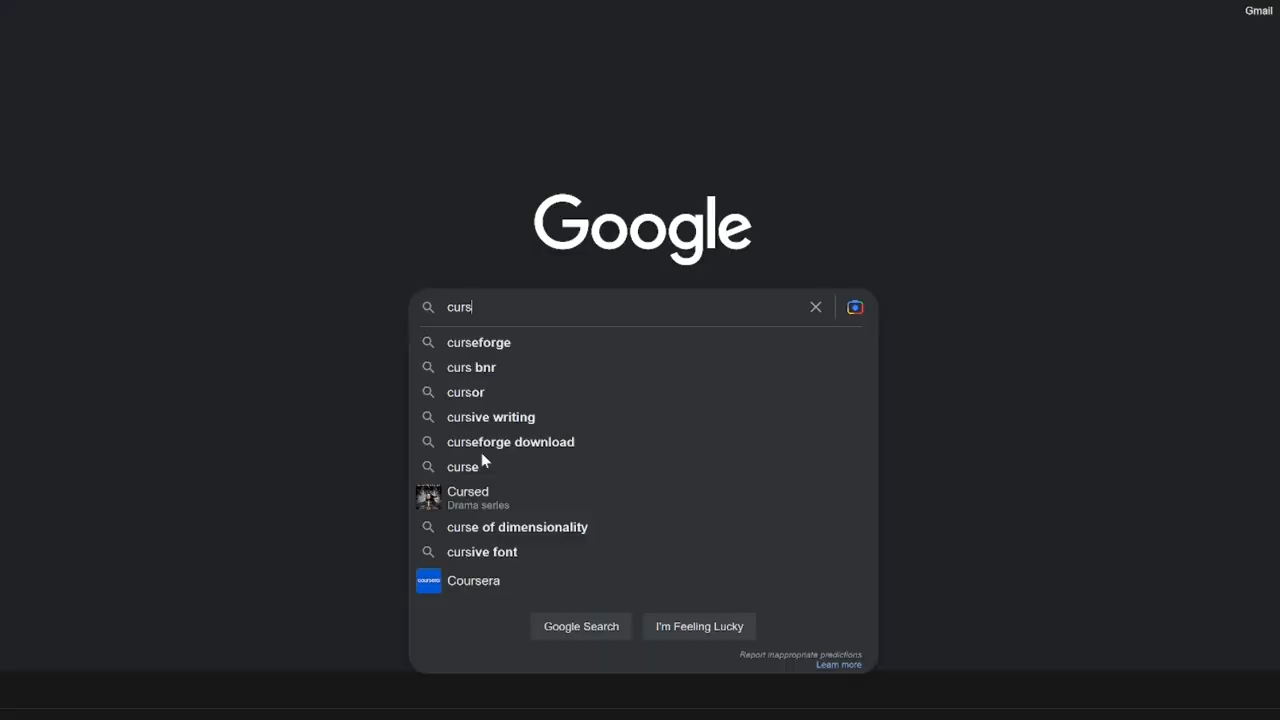 Gmail
Google
curs
curseforge
curs bnr
cursor
cursive writing
curseforge download
curse
Cursed
Drama series
curse of dimensionality
cursive font
coursera
Coursera
Google Search
I'm Feeling Lucky
Report inappropriate predictions
Learn more